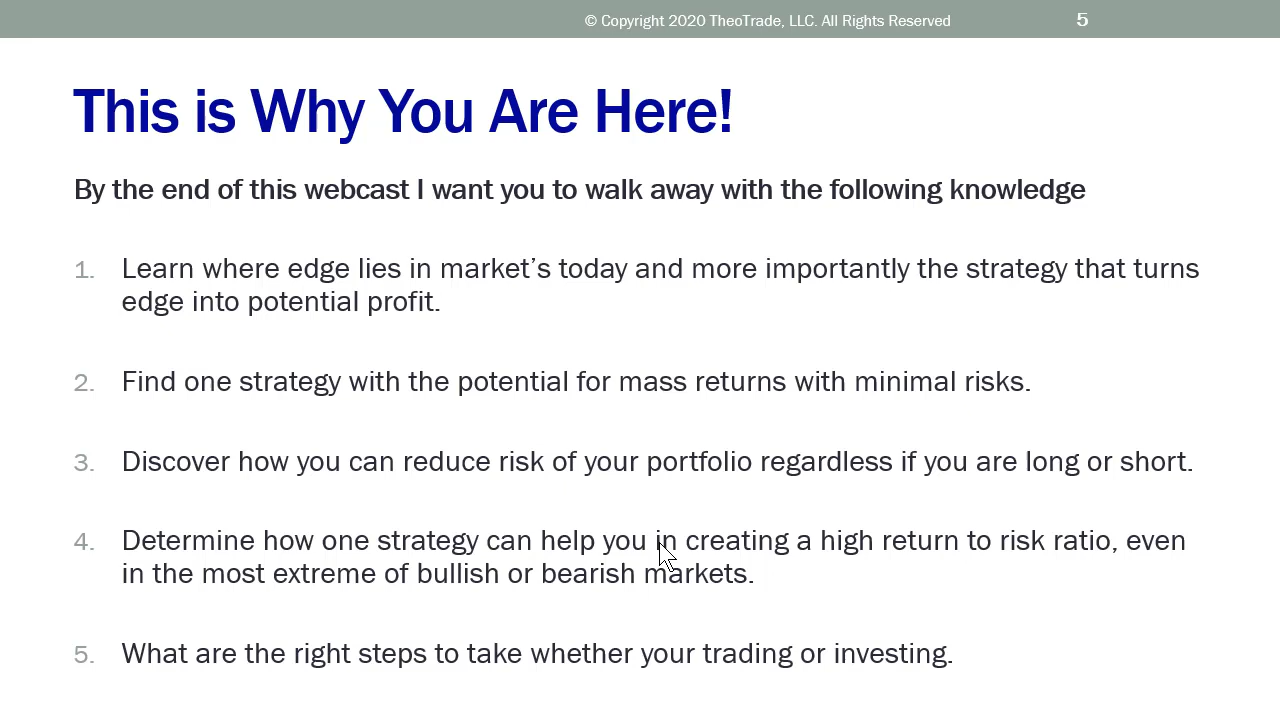 © Copyright 2020 TheoTrade, LLC. All Rights Reserved 5
This is Why You Are Here!
By the end of this webcast I want you to walk away with the following knowledge
1. Learn where edge lies in market’s today and more importantly the strategy that turns
edge into potential profit.
2. Find one strategy with the potential for mass returns with minimal risks.
3. Discover how you can reduce risk of your portfolio regardless if you are long or short.
4. Determine how one strategy can help you in creating a high return to risk ratio, even
in the most extreme of bullish or bearish markets.
5. What are the right steps to take whether your trading or investing.